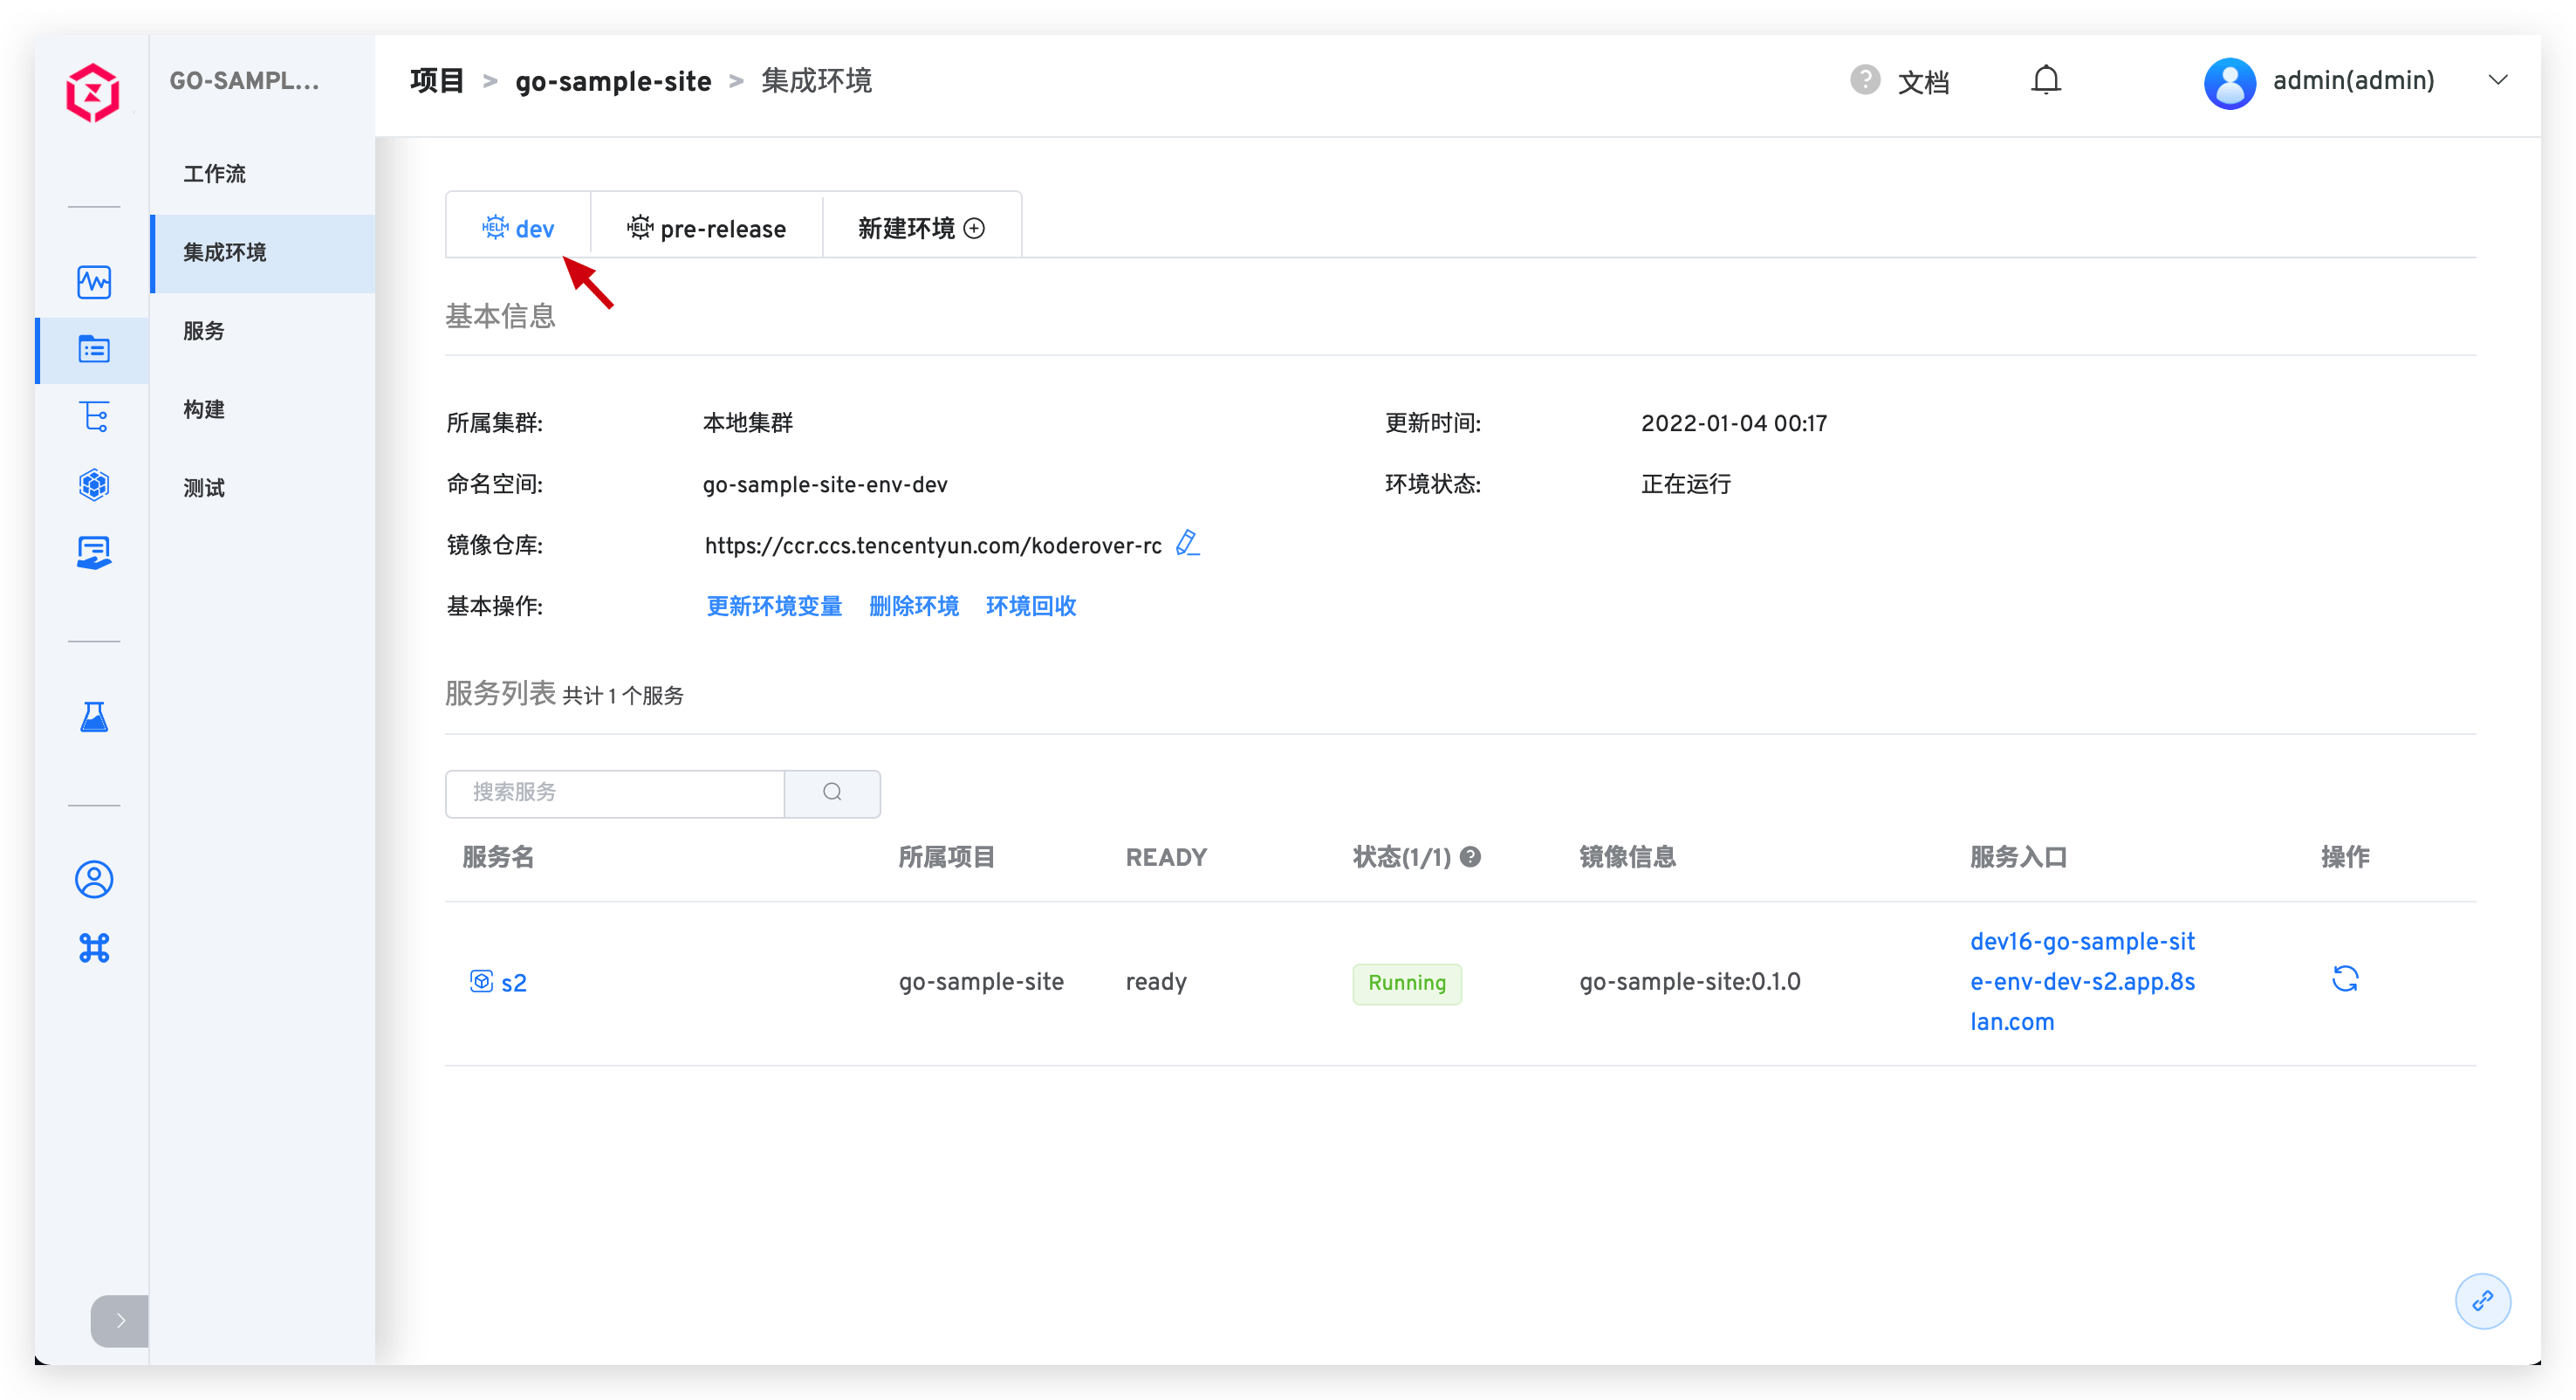 GO-SAMPL...
项目 > go-sample-site > 集成环境
? 文档
admin(admin)
工作流
集成环境
服务
构建
测试
HELM dev
HELM pre-release
新建环境
基本信息
所属集群: 本地集群
更新时间: 2022-01-04 00:17
命名空间: go-sample-site-env-dev
环境状态: 正在运行
镜像仓库: https://ccr.ccs.tencentyun.com/koderover-rc
基本操作: 更新环境变量 删除环境 环境回收
服务列表 共计 1 个服务
搜索服务
服务名 所属项目 READY 状态(1/1) ? 镜像信息 服务入口 操作
s2 go-sample-site ready Running go-sample-site:0.1.0
dev16-go-sample-sit
e-env-dev-s2.app.8s
lan.com